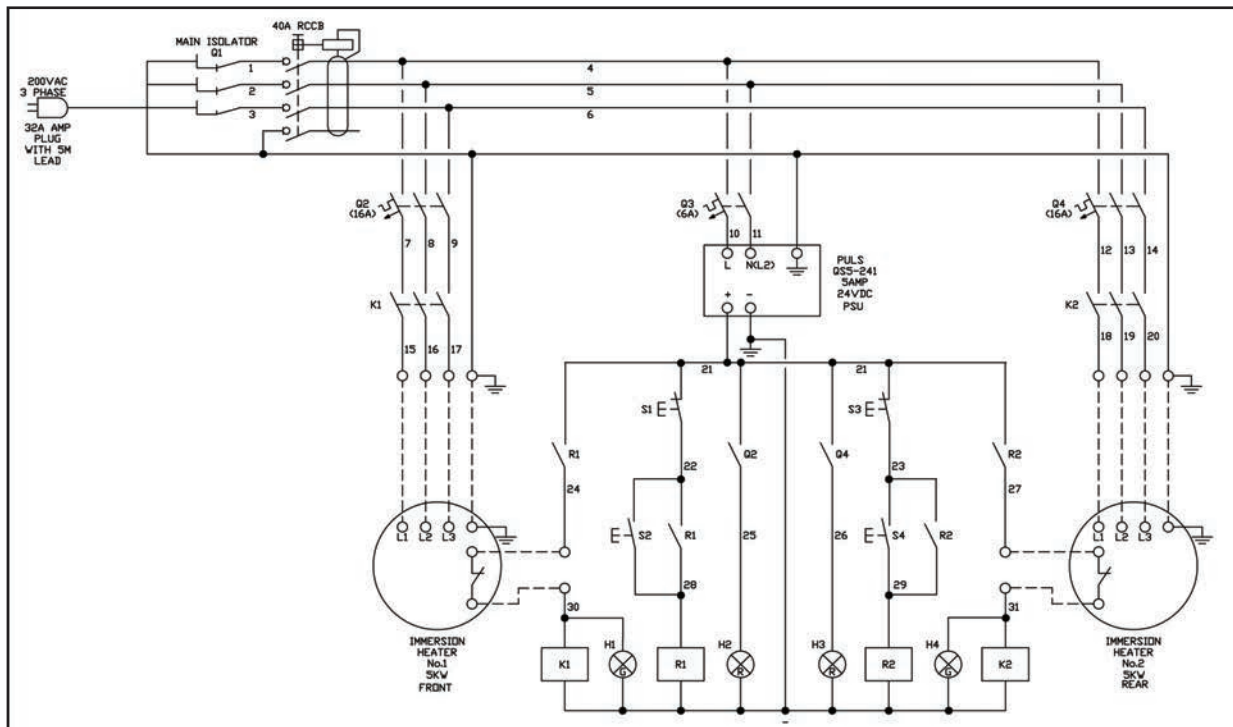 40A RCCB
MAIN ISOLATOR
Q1
200VAC
3 PHASE
32A AMP
PLUG
WITH 5M
LEAD
1
2
3
4
5
6
Q2
(16A)
7
8
9
Q3
(6A)
10
11
Q4
(16A)
12
13
14
L
N(L2)
+
-
PULS
QS5-241
5AMP
24VDC
PSU
K1
15
16
17
K2
18
19
20
21
21
S1
S3
R1
22
Q2
Q4
23
R2
24
27
S2
R1
25
26
S4
R2
28
29
L1
L2
L3
L1
L2
L3
30
31
IMMERSION
HEATER
No.1
5KW
FRONT
K1
H1
G
R1
H2
R
H3
R
R2
H4
G
K2
IMMERSION
HEATER
No.2
5KW
REAR
-